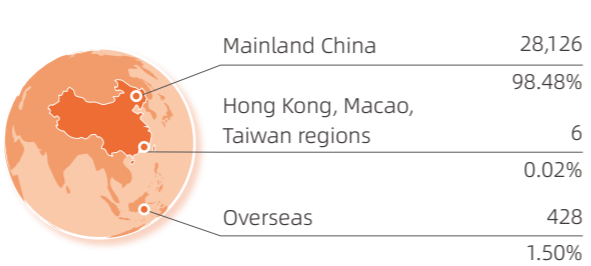 Mainland China 28,126
98.48%
Hong Kong, Macao,
Taiwan regions 6
0.02%
Overseas 428
1.50%